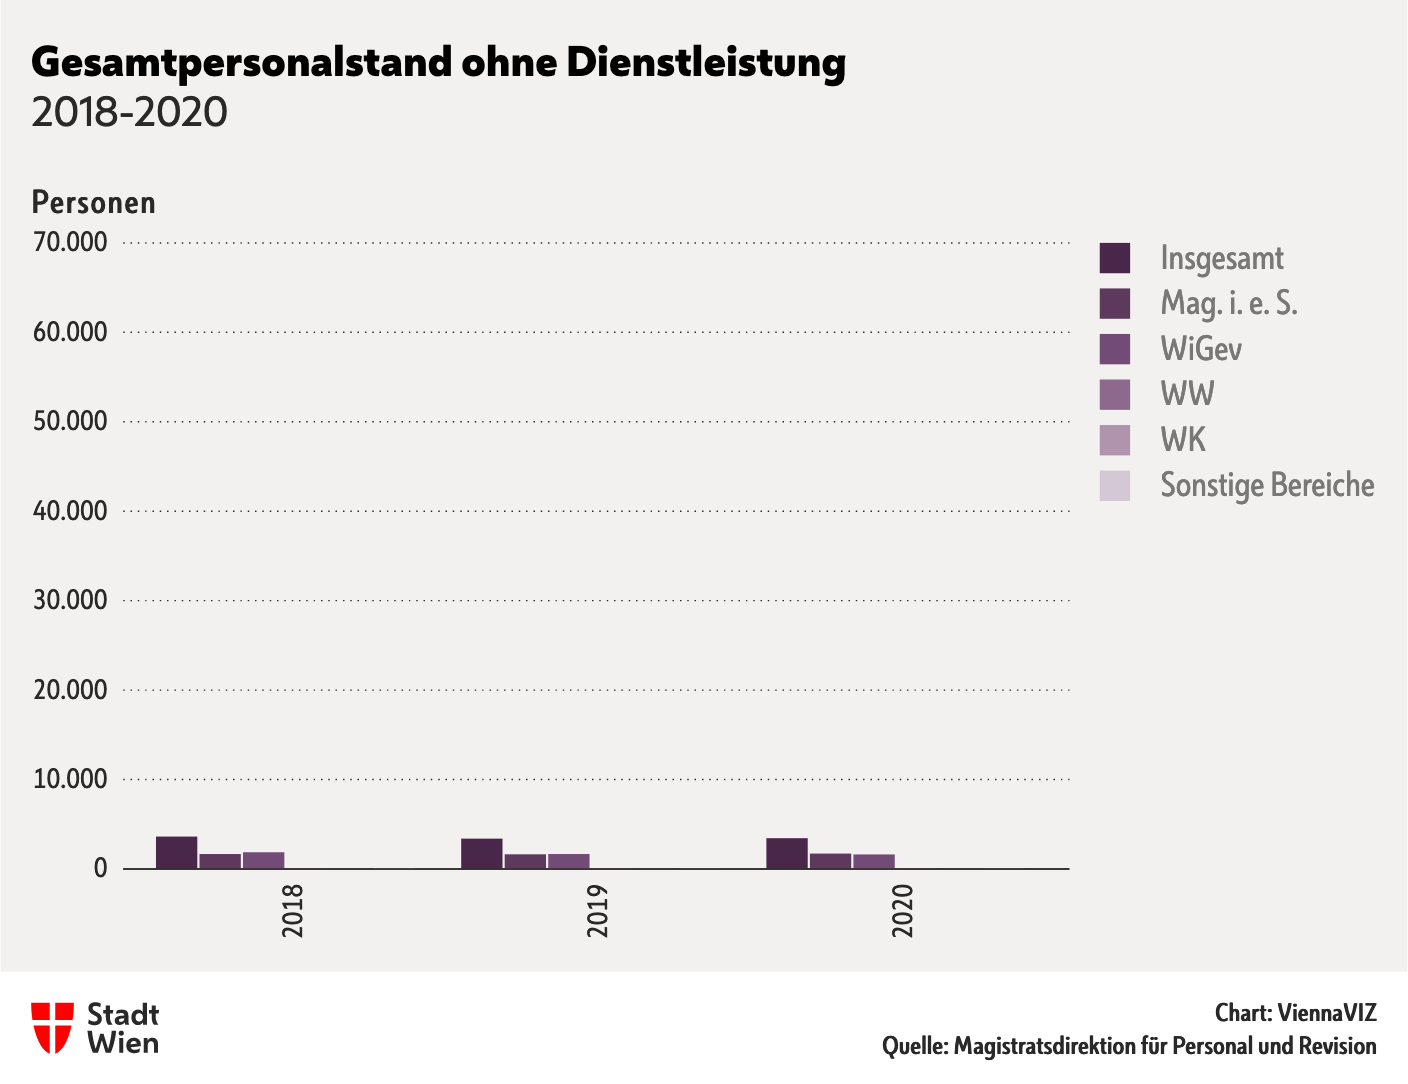 Gesamtpersonalstand ohne Dienstleistung
2018-2020
Personen
70.000
60.000
50.000
40.000
30.000
20.000
10.000
0
2018
2019
2020
Insgesamt
Mag. i. e. S.
WiGev
WW
WK
Sonstige Bereiche
Stadt
Wien
Chart: ViennaVIZ
Quelle: Magistratsdirektion für Personal und Revision